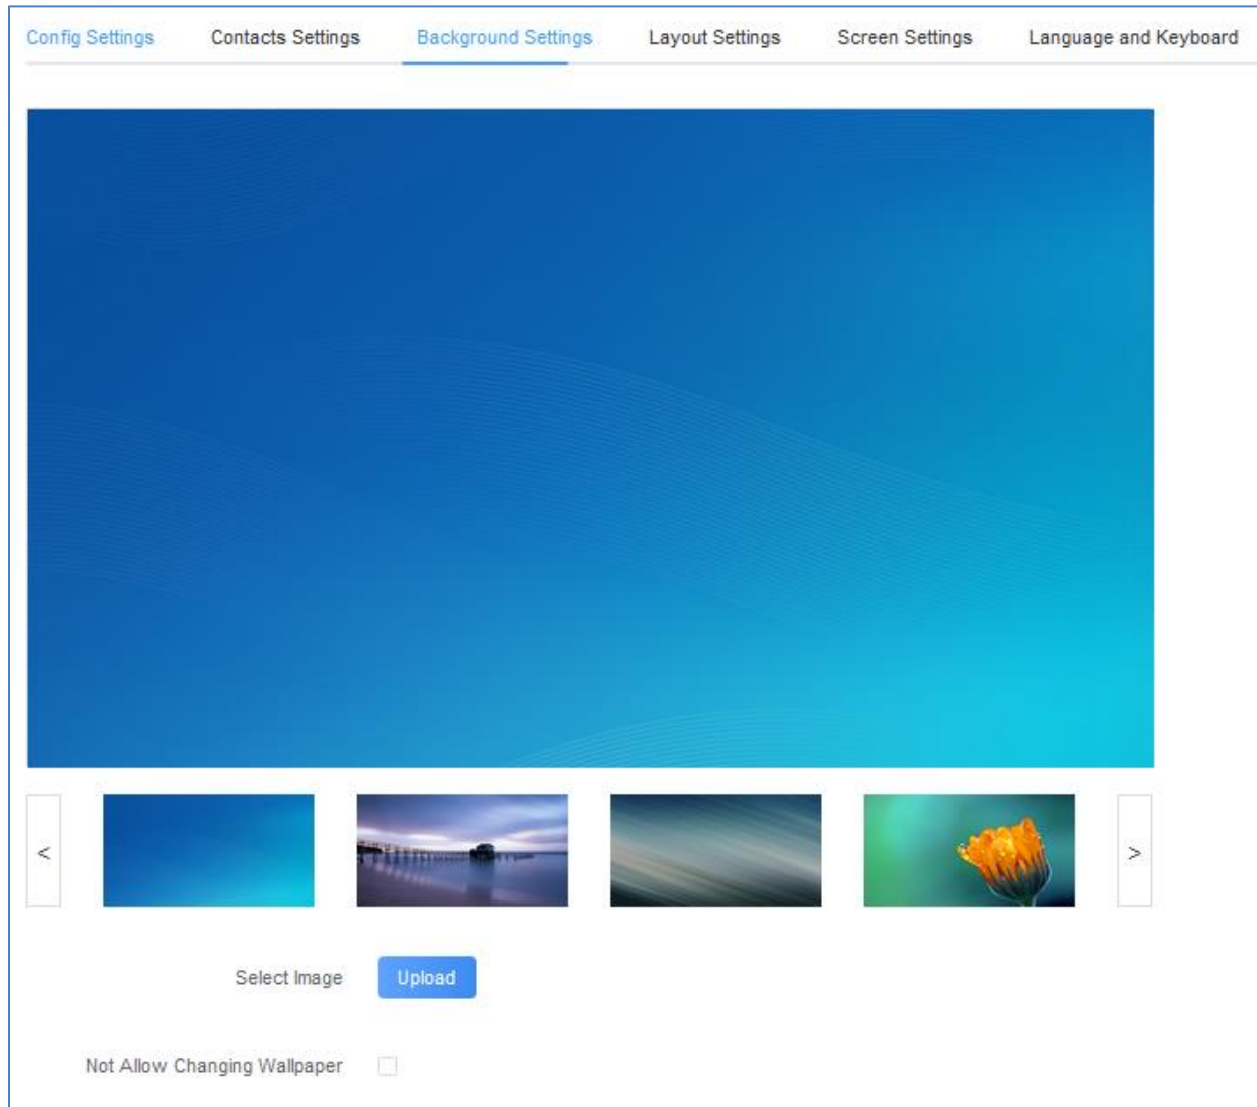 Config Settings Contacts Settings Background Settings Layout Settings Screen Settings Language and Keyboard
< >
Select Image Upload
Not Allow Changing Wallpaper